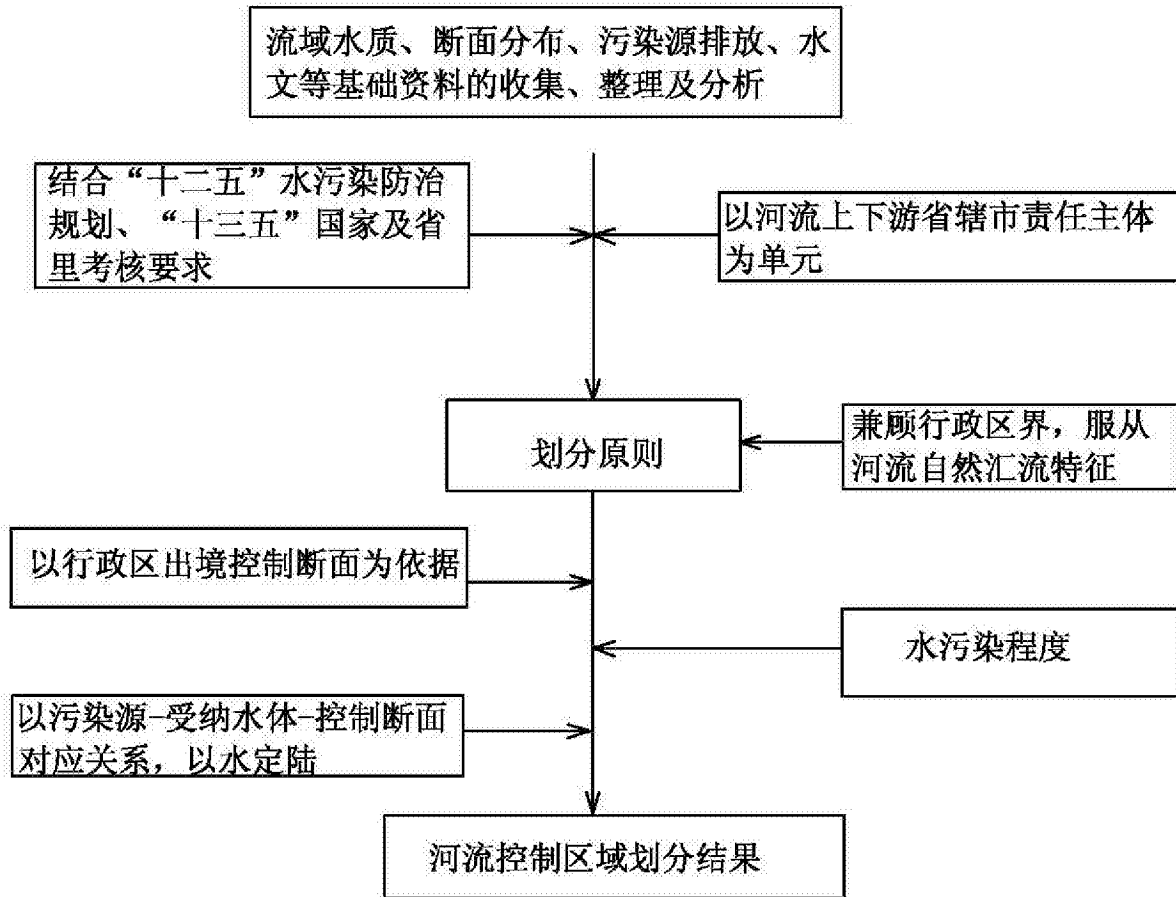 流域水质、断面分布、污染源排放、水
文等基础资料的收集、整理及分析
结合“十二五”水污染防治
规划、“十三五”国家及省
里考核要求
以河流上下游省辖市责任主体
为单元
划分原则
兼顾行政区界，服从
河流自然汇流特征
以行政区出境控制断面为依据
水污染程度
以污染源-受纳水体-控制断面
对应关系，以水定陆
河流控制区域划分结果